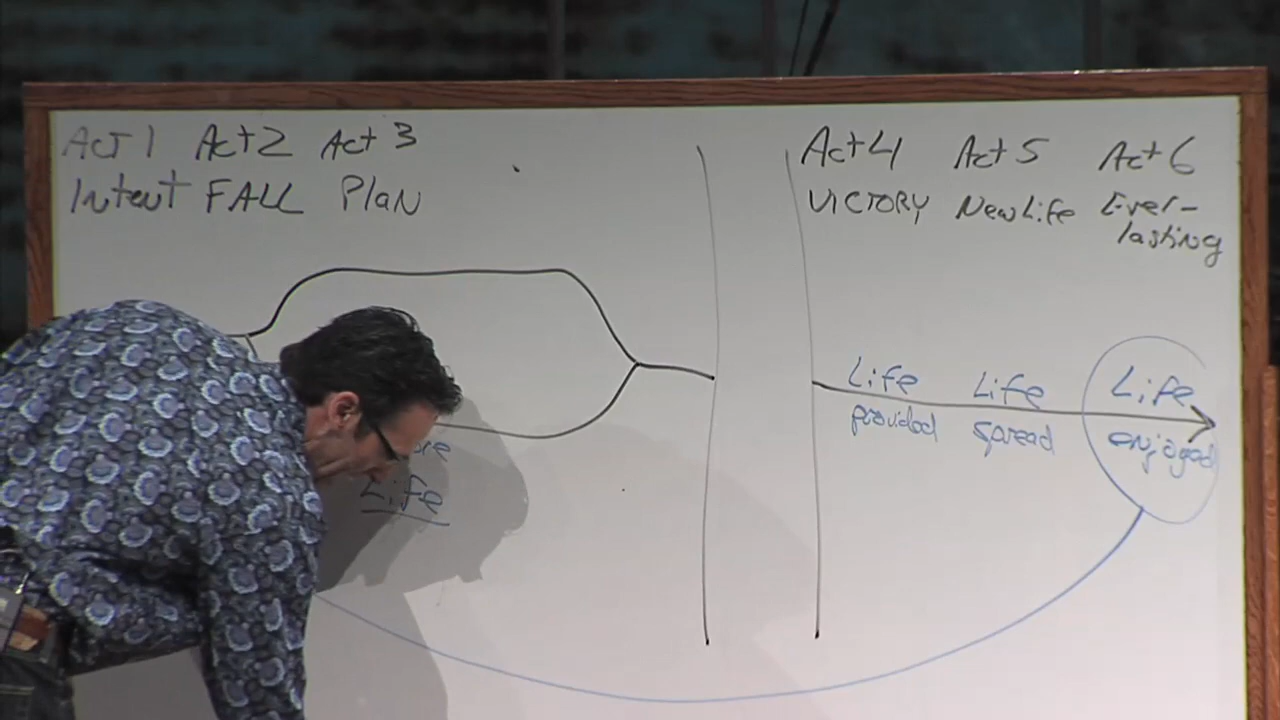 Act 1 Act 2 Act 3
Intent FALL PlaN
Act 4 Act 5 Act 6
VICTORY New Life Ever-
lasting
Life Life Life
provided spread enjoyed
Life